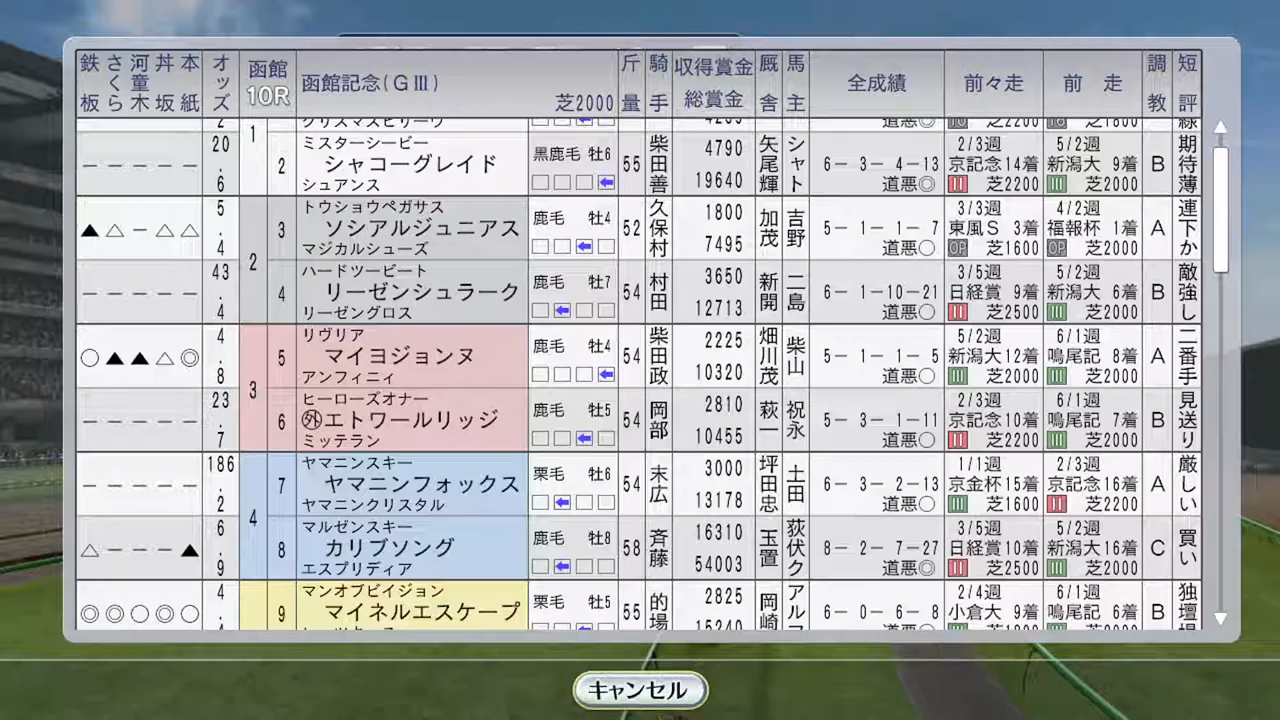 鉄板 さくら 河童木 丼坂 本紙 オッズ 函館 10R 函館記念(GⅢ) 芝2000 斤量 騎手 収得賞金 総賞金 厩舎 馬主 全成績 前々走 前 走 調教 短評
1
2 ミスターシービー シャコーグレイド シュアンス
－－－－－ 20.6 黒鹿毛 牡6 55 柴田善 4790 19640 矢尾輝 シャト 6－ 3－ 4－13 道悪◎ 2/3週 京記念14着 II 芝2200 5/2週 新潟大 9着 III 芝2000 B 期待薄
▲△－△△ 5.4 2 3 トウショウペガサス ソシアルジュニアス マジカルシューズ
鹿毛 牡4 52 久保村 1800 7495 加茂 吉野 5－ 1－ 1－ 7 道悪○ 3/3週 東風S 3着 OP 芝1600 4/2週 福報杯 1着 OP 芝2000 A 連下か
－－－－－ 43.4 4 ハードツービート リーゼンシュラーク リーゼングロス
鹿毛 牡7 54 村田 3650 12713 新開 二島 6－ 1－10－21 道悪○ 3/5週 日経賞 9着 II 芝2500 5/2週 新潟大 6着 III 芝2000 B 敵強し
○▲▲△◎ 4.8 3 5 リヴリア マイヨジョンヌ アンフィニィ
鹿毛 牡4 54 柴田政 2225 10320 畑川茂 柴山 5－ 1－ 1－ 5 道悪○ 5/2週 新潟大12着 III 芝2000 6/1週 鳴尾記 8着 III 芝2000 A 二番手
－－－－－ 23.7 6 ヒーローズオナー 外エトワールリッジ ミッテラン
鹿毛 牡5 54 岡部 2810 10455 萩一 祝永 5－ 3－ 1－11 道悪○ 2/3週 京記念10着 II 芝2200 6/1週 鳴尾記 7着 III 芝2000 B 見送り
－－－－－ 186.2 4 7 ヤマニンスキー ヤマニンフォックス ヤマニンクリスタル
栗毛 牡6 54 末広 3000 13178 坪田忠 土田 6－ 3－ 2－13 道悪○ 1/1週 京金杯15着 III 芝1600 2/3週 京記念16着 II 芝2200 A 厳しい
△－－－▲ 6.9 8 マルゼンスキー カリブソング エスプリディア
鹿毛 牡8 58 斉藤 16310 54003 玉置 荻伏ク 8－ 2－ 7－27 道悪◎ 3/5週 日経賞10着 II 芝2500 5/2週 新潟大16着 III 芝2000 C 買い
◎◎○◎○ 4. 9 マンオブビイジョン マイネルエスケープ
栗毛 牡5 55 的場 2825 15240 岡崎 アル 6－ 0－ 6－ 8 2/4週 小倉大 9着 6/1週 鳴尾記 6着 B 独壇場
キャンセル